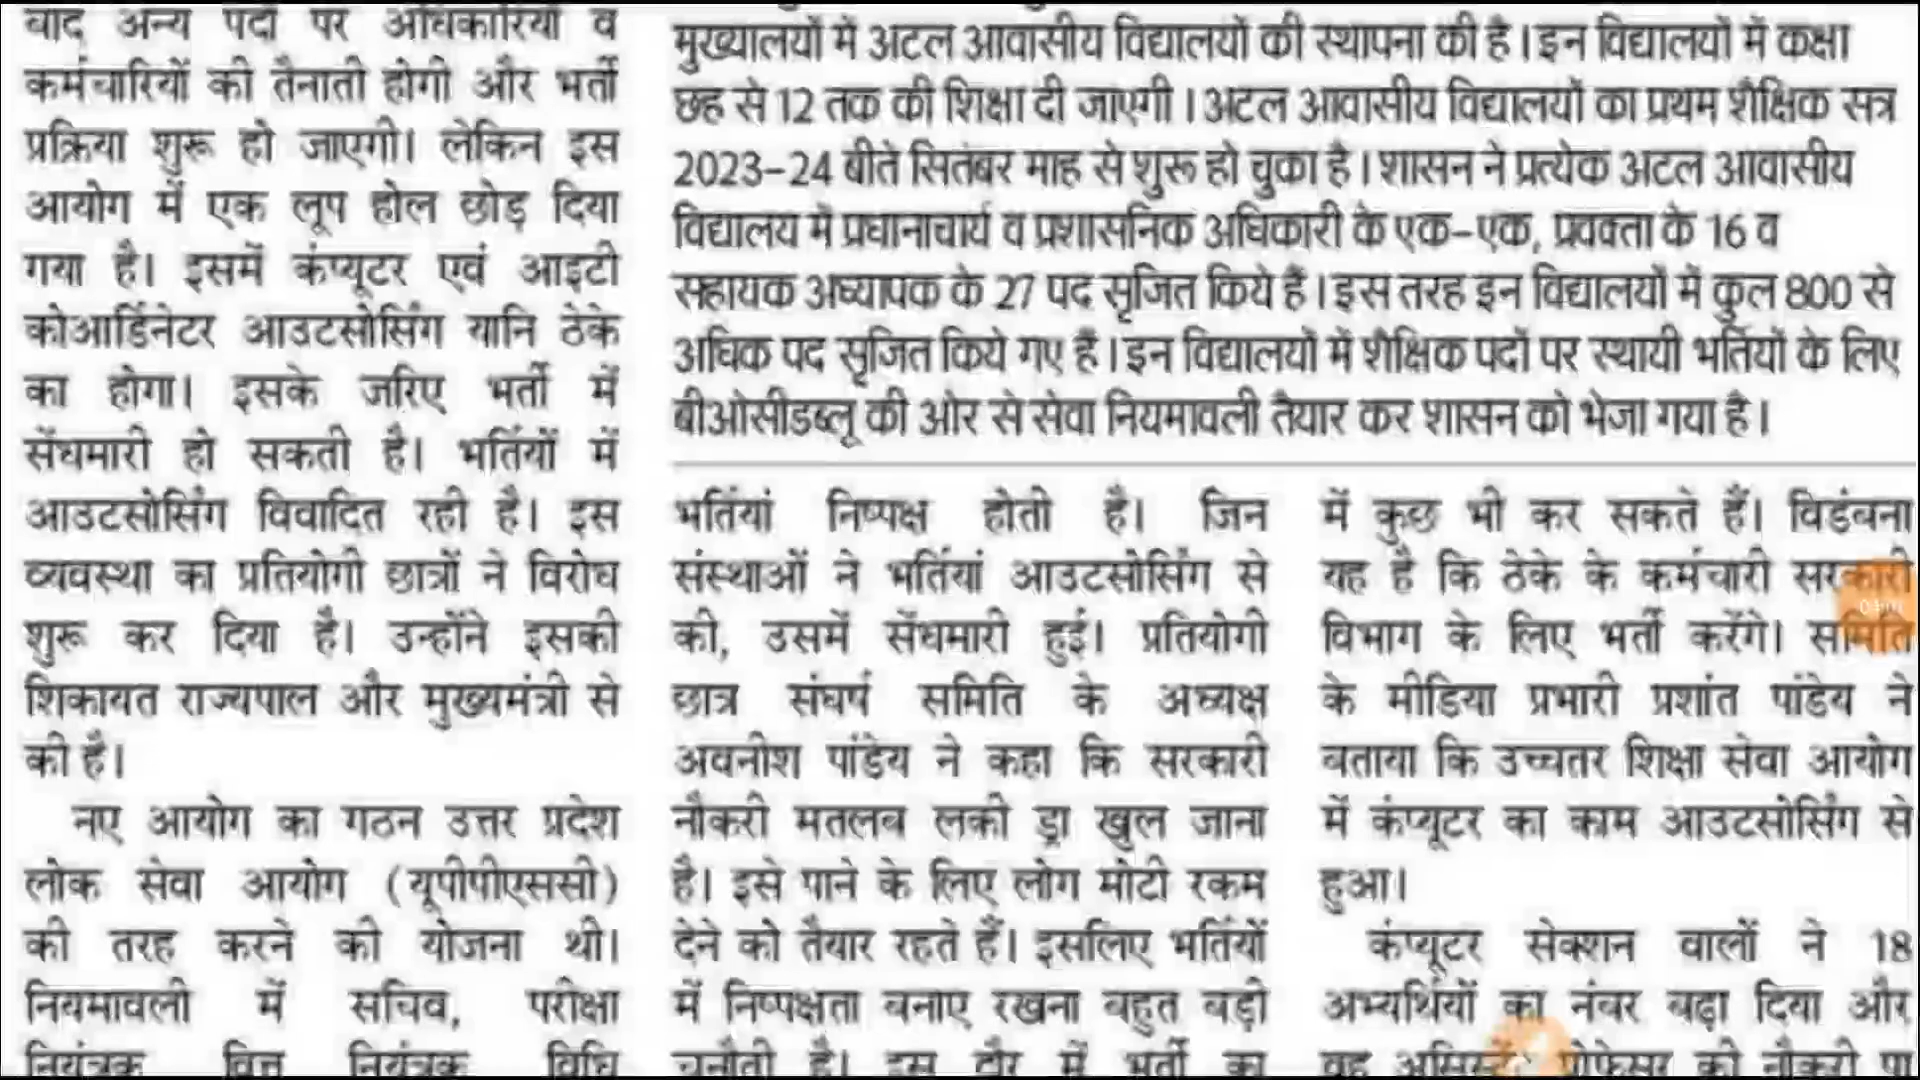 बाद अन्य पदों पर अधिकारियों व
कर्मचारियों की तैनाती होगी और भर्ती
प्रक्रिया शुरू हो जाएगी। लेकिन इस
आयोग में एक लूप होल छोड़ दिया
गया है। इसमें कंप्यूटर एवं आइटी
कोआर्डिनेटर आउटसोर्सिंग यानि ठेके
का होगा। इसके जरिए भर्ती में
सेंधमारी हो सकती है। भर्तियों में
आउटसोर्सिंग विवादित रही है। इस
व्यवस्था का प्रतियोगी छात्रों ने विरोध
शुरू कर दिया है। उन्होंने इसकी
शिकायत राज्यपाल और मुख्यमंत्री से
की है।
नए आयोग का गठन उत्तर प्रदेश
लोक सेवा आयोग (यूपीपीएससी)
की तरह करने की योजना थी।
नियमावली में सचिव, परीक्षा
नियंत्रक वित्त नियंत्रक विधि
मुख्यालयों में अटल आवासीय विद्यालयों की स्थापना की है। इन विद्यालयों में कक्षा
छह से 12 तक की शिक्षा दी जाएगी। अटल आवासीय विद्यालयों का प्रथम शैक्षिक सत्र
2023-24 बीते सितंबर माह से शुरू हो चुका है। शासन ने प्रत्येक अटल आवासीय
विद्यालय में प्रधानाचार्य व प्रशासनिक अधिकारी के एक-एक, प्रवक्ता के 16 व
सहायक अध्यापक के 27 पद सृजित किये हैं। इस तरह इन विद्यालयों में कुल 800 से
अधिक पद सृजित किये गए हैं। इन विद्यालयों में शैक्षिक पदों पर स्थायी भर्तियों के लिए
बीओसीडब्लू की ओर से सेवा नियमावली तैयार कर शासन को भेजा गया है।
भर्तियां निष्पक्ष होती है। जिन
संस्थाओं ने भर्तियां आउटसोर्सिंग से
की, उसमें सेंधमारी हुई। प्रतियोगी
छात्र संघर्ष समिति के अध्यक्ष
अवनीश पांडेय ने कहा कि सरकारी
नौकरी मतलब लकी ड्रा खुल जाना
है। इसे पाने के लिए लोग मोटी रकम
देने को तैयार रहते हैं। इसलिए भर्तियों
में निष्पक्षता बनाए रखना बहुत बड़ी
चुनौती है। इस दौर में भर्ती का
में कुछ भी कर सकते हैं। विडंबना
यह है कि ठेके के कर्मचारी सरकारी
विभाग के लिए भर्ती करेंगे। समिति
के मीडिया प्रभारी प्रशांत पांडेय ने
बताया कि उच्चतर शिक्षा सेवा आयोग
में कंप्यूटर का काम आउटसोर्सिंग से
हुआ।
कंप्यूटर सेक्शन वालों ने 18
अभ्यर्थियों का नंबर बढ़ा दिया और
वह प्रोफेसर की नौकरी पा